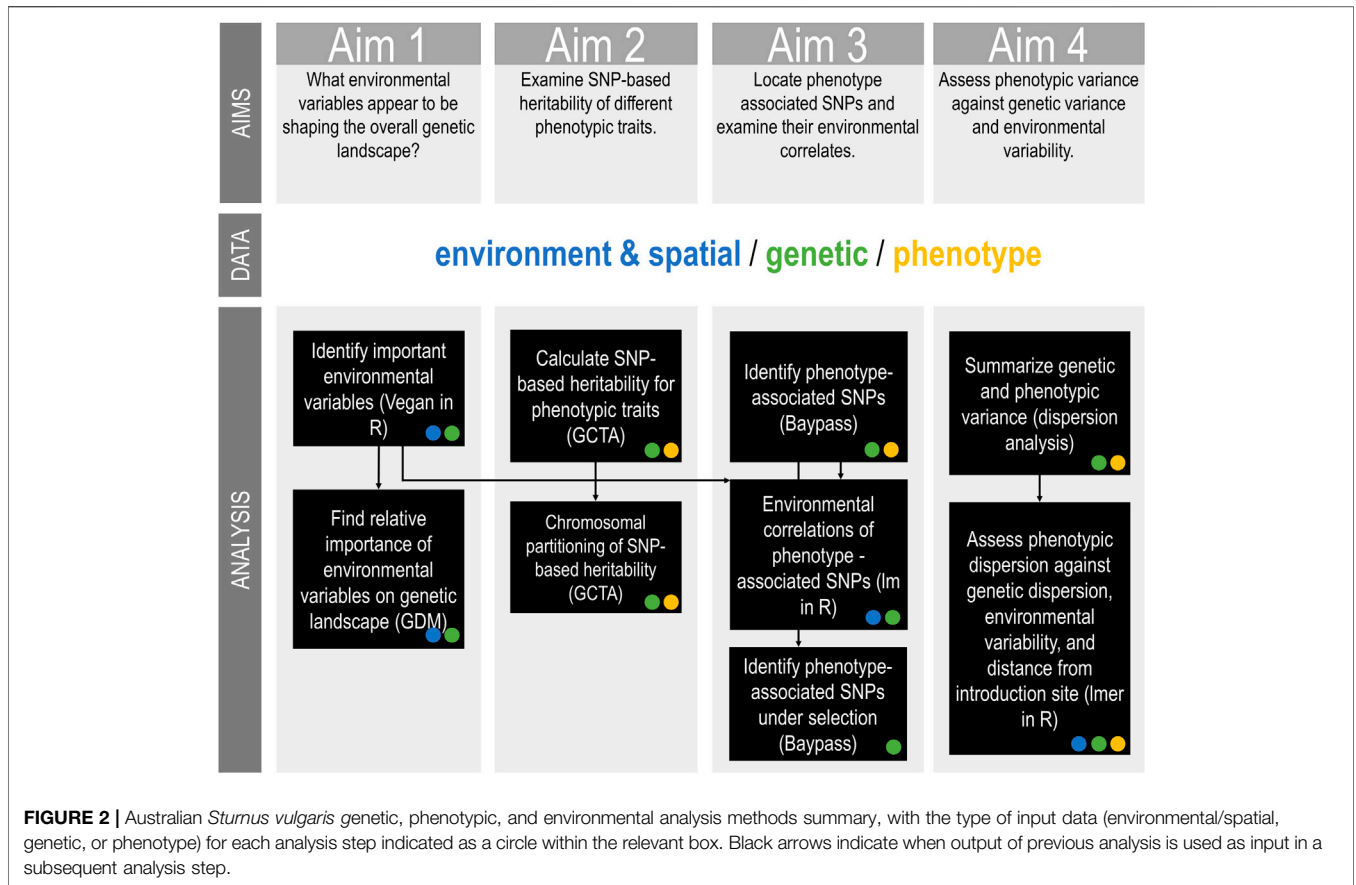 Aim 1
What environmental
variables appear to be
shaping the overall genetic
landscape?
Aim 2
Examine SNP-based
heritability of different
phenotypic traits.
Aim 3
Locate phenotype
associated SNPs and
examine their environmental
correlates.
Aim 4
Assess phenotypic variance
against genetic variance
and environmental
variability.
AIMS
DATA
environment & spatial / genetic / phenotype
ANALYSIS
Identify important
environmental
variables (Vegan in
R)
Find relative
importance of
environmental
variables on genetic
landscape (GDM)
Calculate SNP-
based heritability for
phenotypic traits
(GCTA)
Chromosomal
partitioning of SNP-
based heritability
(GCTA)
Identify phenotype-
associated SNPs
(Baypass)
Environmental
correlations of
phenotype -
associated SNPs (lm
in R)
Identify phenotype-
associated SNPs
under selection
(Baypass)
Summarize genetic
and phenotypic
variance (dispersion
analysis)
Assess phenotypic
dispersion against
genetic dispersion,
environmental
variability, and
distance from
introduction site (lmer
in R)
FIGURE 2 | Australian Sturnus vulgaris genetic, phenotypic, and environmental analysis methods summary, with the type of input data (environmental/spatial,
genetic, or phenotype) for each analysis step indicated as a circle within the relevant box. Black arrows indicate when output of previous analysis is used as input in a
subsequent analysis step.